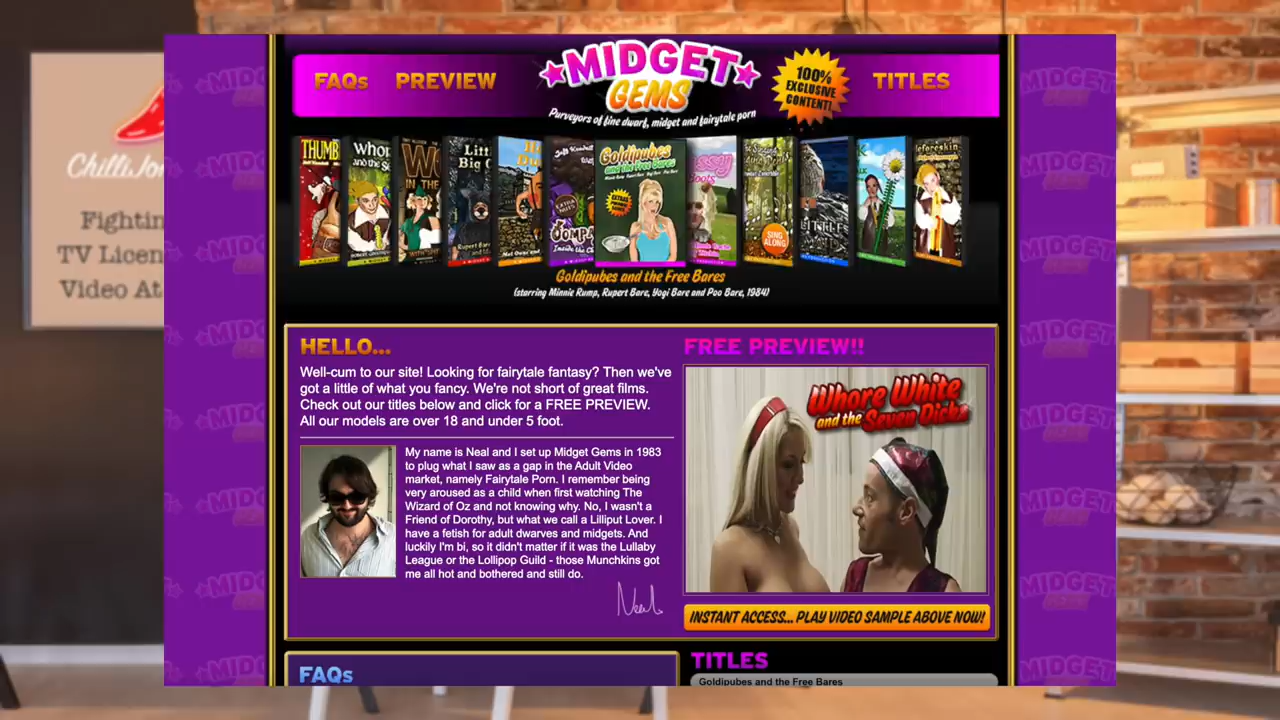 FAQs
PREVIEW
MIDGET
GEMS
Purveyors of fine dwarf, midget and fairytale porn
100%
EXCLUSIVE
CONTENT!
TITLES
ChilliJon
Fightin
TV Licen
Video At
THUMB
Goldipubes
and the Free Bares
SING
ALONG
Goldipubes and the Free Bares
(starring Minnie Rump, Rupert Bare, Yogi Bare and Poo Bare, 1984)
HELLO...
Well-cum to our site! Looking for fairytale fantasy? Then we've
got a little of what you fancy. We're not short of great films.
Check out our titles below and click for a FREE PREVIEW.
All our models are over 18 and under 5 foot.
My name is Neal and I set up Midget Gems in 1983
to plug what I saw as a gap in the Adult Video
market, namely Fairytale Porn. I remember being
very aroused as a child when first watching The
Wizard of Oz and not knowing why. No, I wasn't a
Friend of Dorothy, but what we call a Lilliput Lover. I
have a fetish for adult dwarves and midgets. And
luckily I'm bi, so it didn't matter if it was the Lullaby
League or the Lollipop Guild - those Munchkins got
me all hot and bothered and still do.
Neal
FREE PREVIEW!!
Whore White
and the Seven Dicks
INSTANT ACCESS... PLAY VIDEO SAMPLE ABOVE NOW!
FAQs
TITLES
Goldipubes and the Free Bares